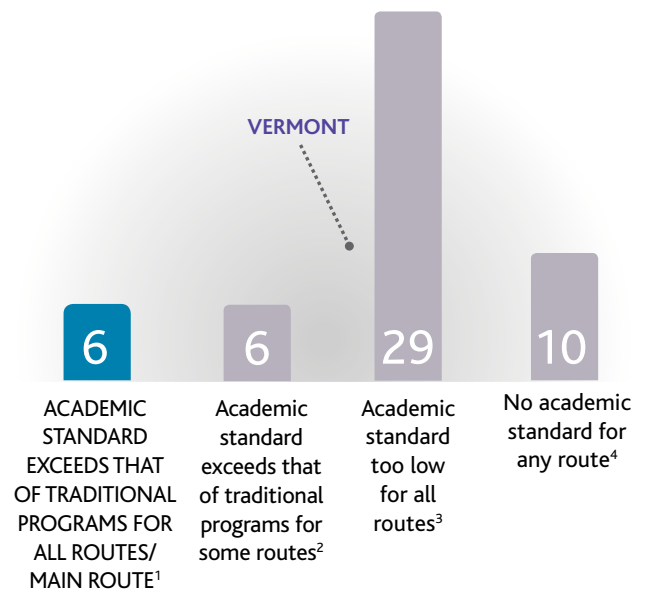 VERMONT
6
6
29
10
ACADEMIC
STANDARD
EXCEEDS THAT
OF TRADITIONAL
PROGRAMS FOR
ALL ROUTES/
MAIN ROUTE¹
Academic
standard
exceeds that
of traditional
programs for
some routes²
Academic
standard
too low
for all
routes³
No academic
standard for
any route⁴